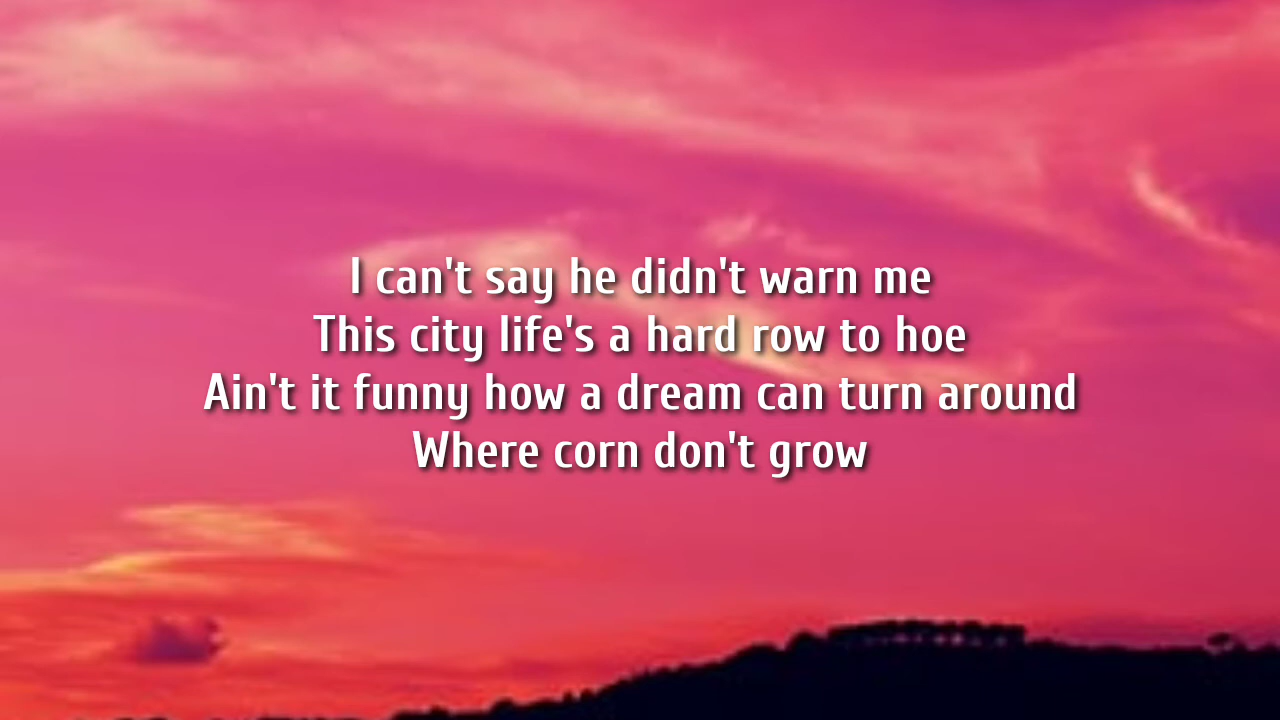 I can't say he didn't warn me
This city life's a hard row to hoe
Ain't it funny how a dream can turn around
Where corn don't grow